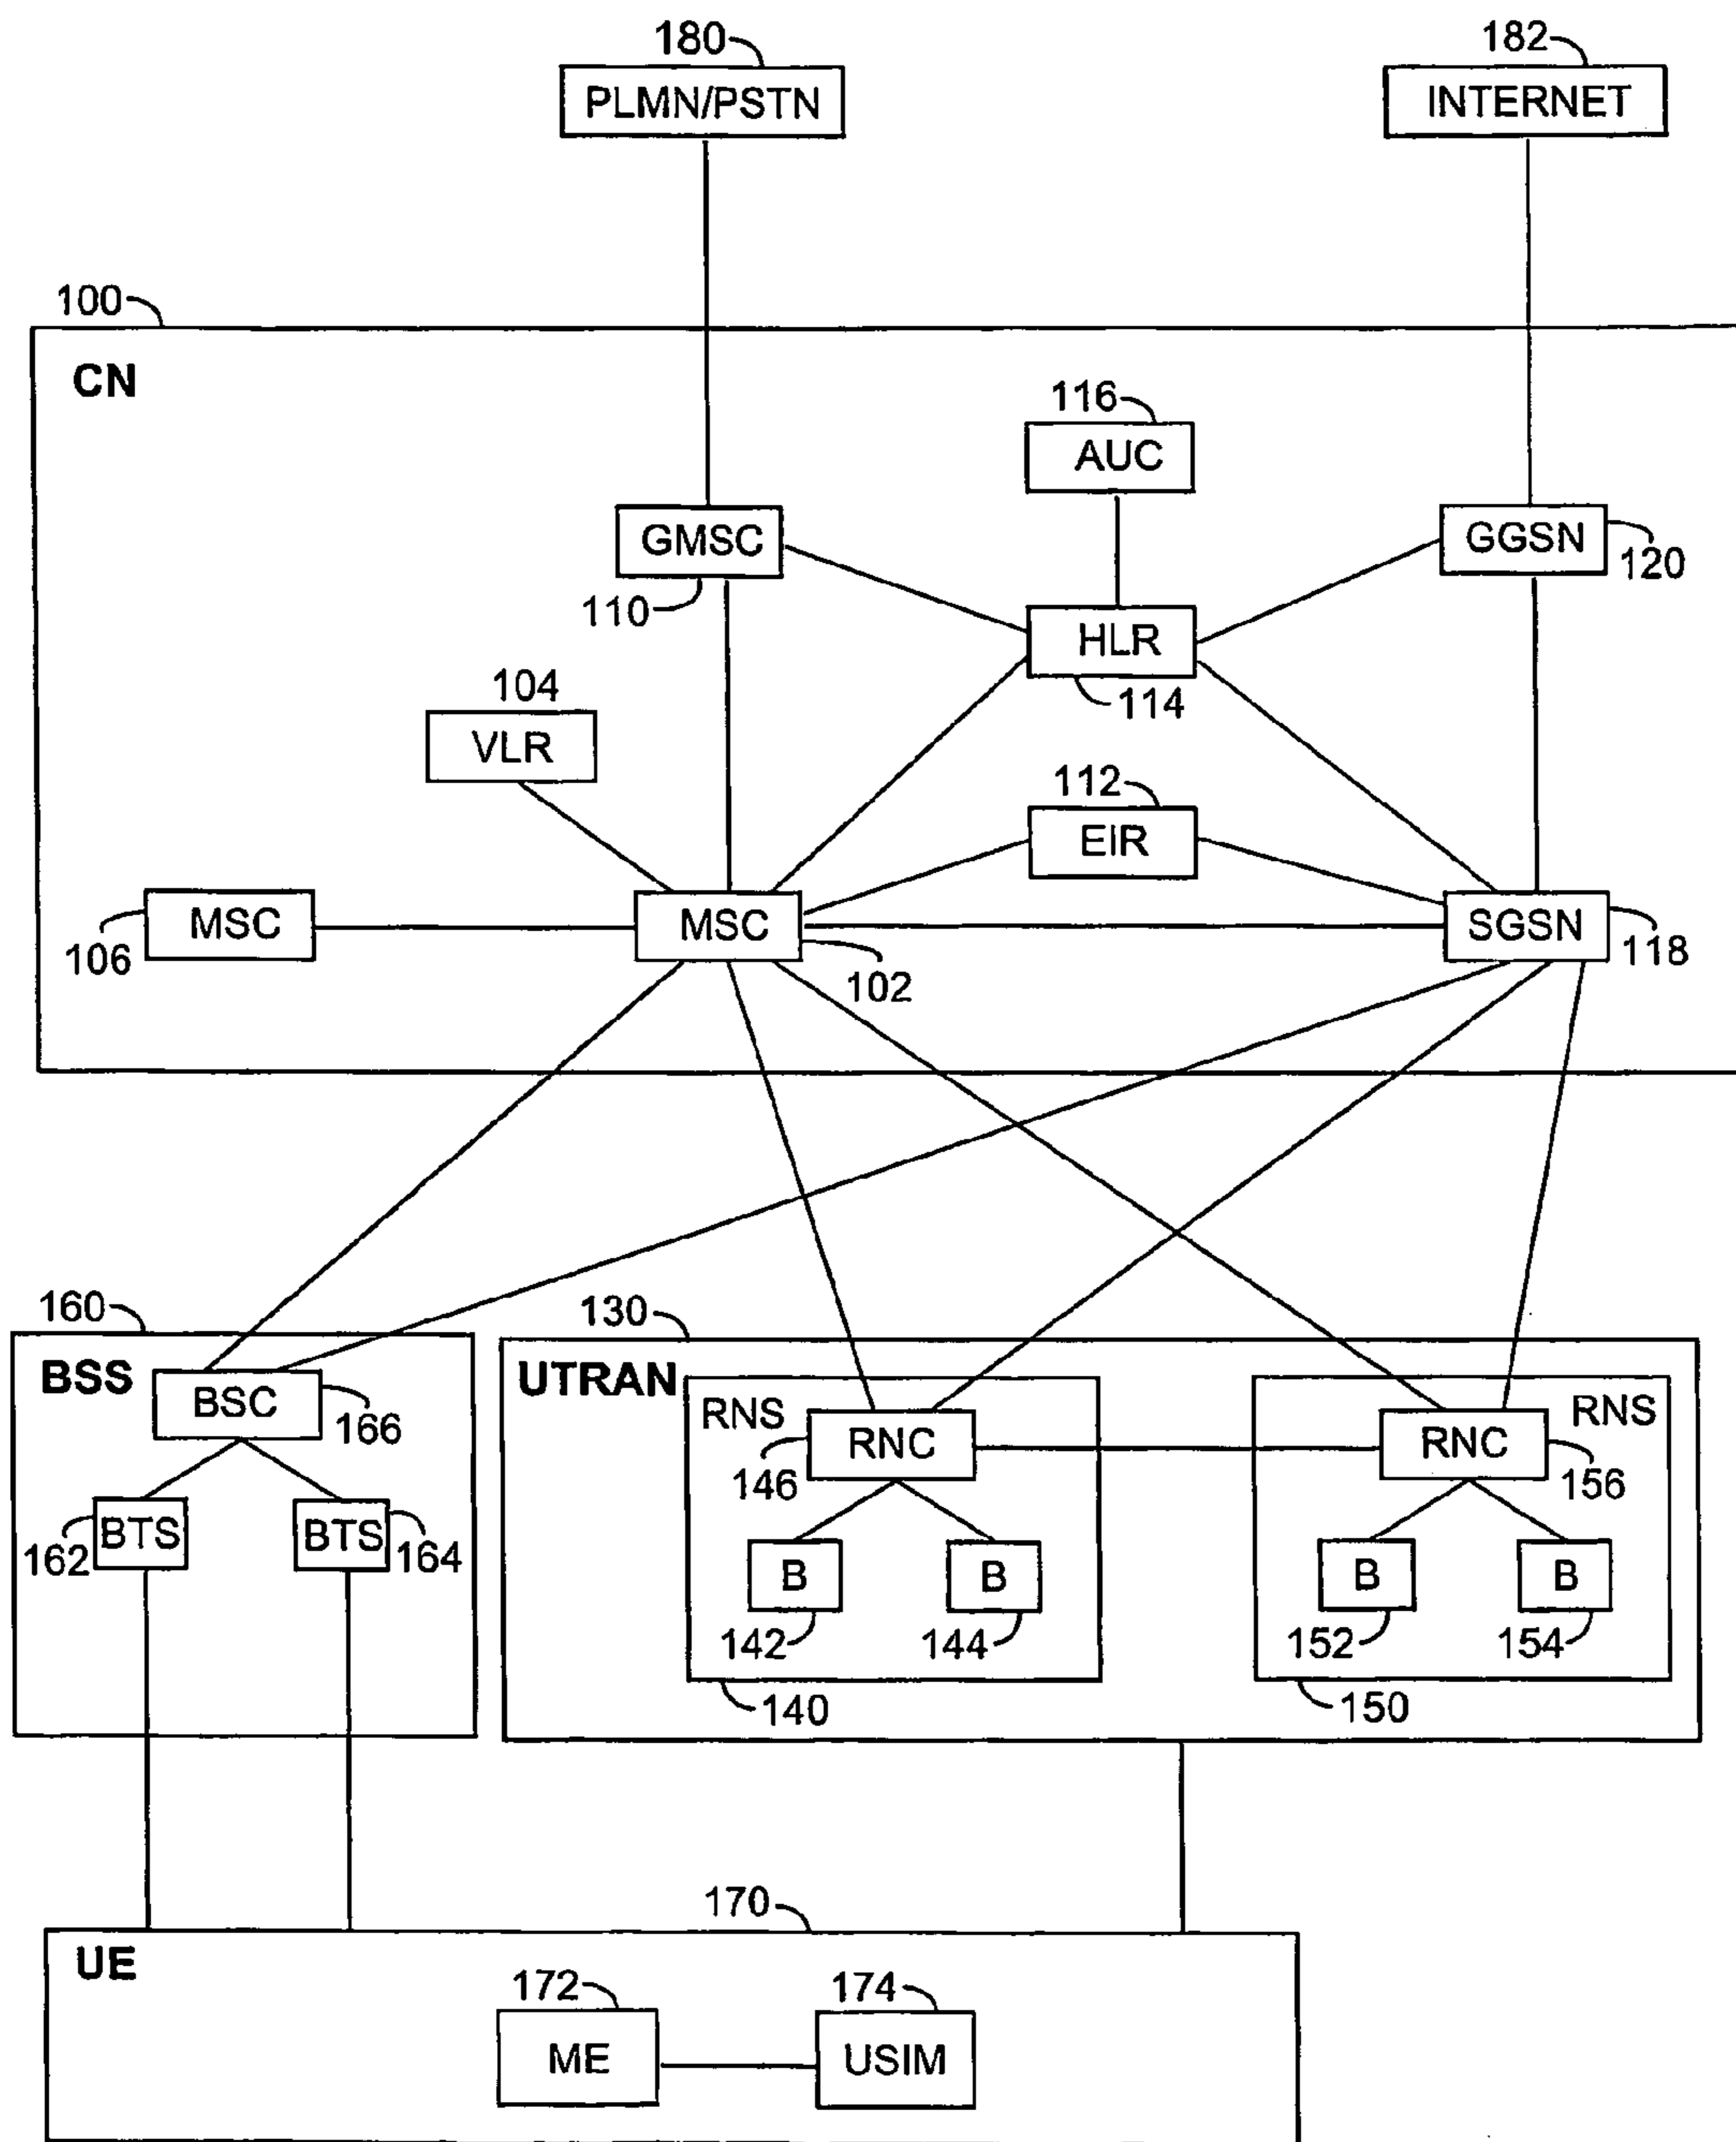 180
182
PLMN/PSTN
INTERNET
100
CN
116
AUC
GMSC
GGSN
120
110
HLR
114
104
VLR
112
EIR
MSC
MSC
SGSN
106
102
118
160
130
BSS
UTRAN
BSC
166
RNS
RNC
146
RNC
RNS
156
BTS
BTS
162
164
B
B
B
B
142
144
152
154
140
150
170
UE
172
174
ME
USIM